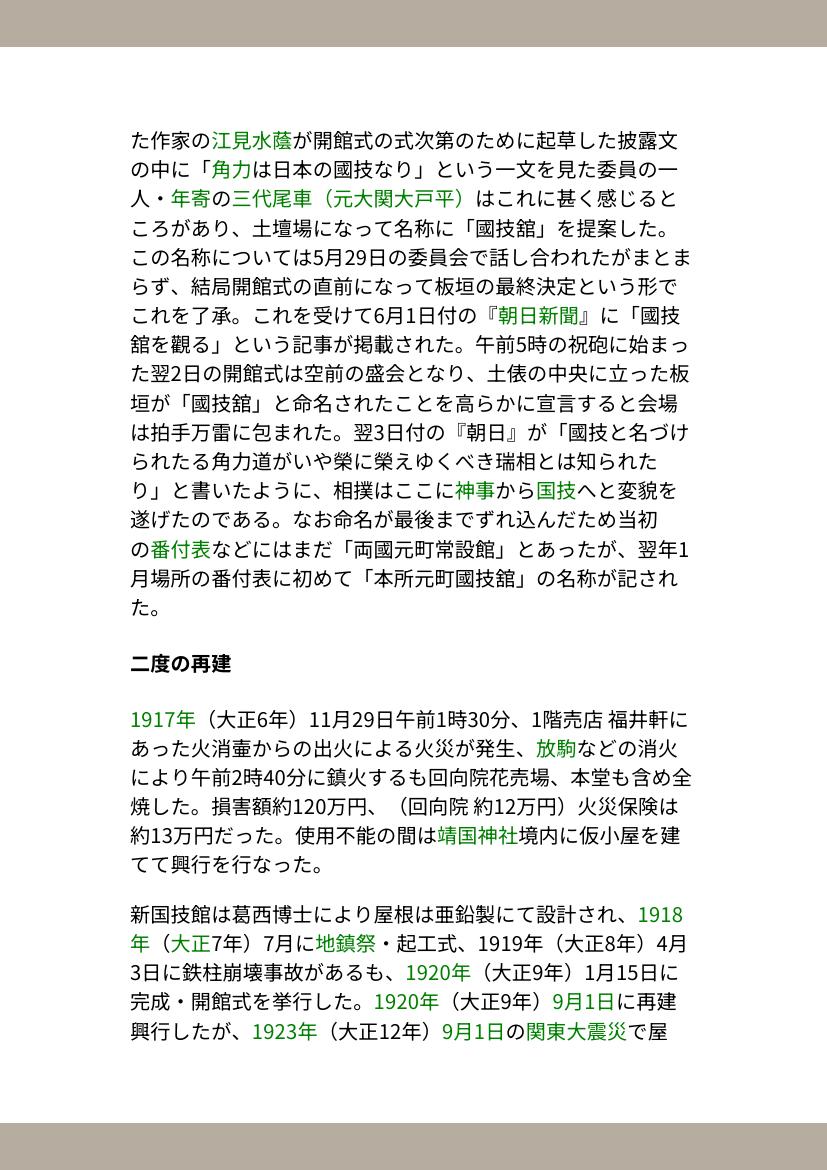 た作家の江見水蔭が開館式の式次第のために起草した披露文
の中に「角力は日本の國技なり」という一文を見た委員の一
人・年寄の三代尾車（元大関大戸平）はこれに甚く感じると
ころがあり、土壇場になって名称に「國技舘」を提案した。
この名称については5月29日の委員会で話し合われたがまとま
らず、結局開館式の直前になって板垣の最終決定という形で
これを了承。これを受けて6月1日付の『朝日新聞』に「國技
舘を觀る」という記事が掲載された。午前5時の祝砲に始まっ
た翌2日の開館式は空前の盛会となり、土俵の中央に立った板
垣が「國技舘」と命名されたことを高らかに宣言すると会場
は拍手万雷に包まれた。翌3日付の『朝日』が「國技と名づけ
られたる角力道がいや榮に榮えゆくべき瑞相とは知られた
り」と書いたように、相撲はここに神事から国技へと変貌を
遂げたのである。なお命名が最後までずれ込んだため当初
の番付表などにはまだ「両國元町常設館」とあったが、翌年1
月場所の番付表に初めて「本所元町國技舘」の名称が記され
た。
二度の再建
1917年（大正6年）11月29日午前1時30分、1階売店 福井軒に
あった火消壷からの出火による火災が発生、放駒などの消火
により午前2時40分に鎮火するも回向院花売場、本堂も含め全
焼した。損害額約120万円、（回向院 約12万円）火災保険は
約13万円だった。使用不能の間は靖国神社境内に仮小屋を建
てて興行を行なった。
新国技館は葛西博士により屋根は亜鉛製にて設計され、1918
年（大正7年）7月に地鎮祭・起工式、1919年（大正8年）4月
3日に鉄柱崩壊事故があるも、1920年（大正9年）1月15日に
完成・開館式を挙行した。1920年（大正9年）9月1日に再建
興行したが、1923年（大正12年）9月1日の関東大震災で屋